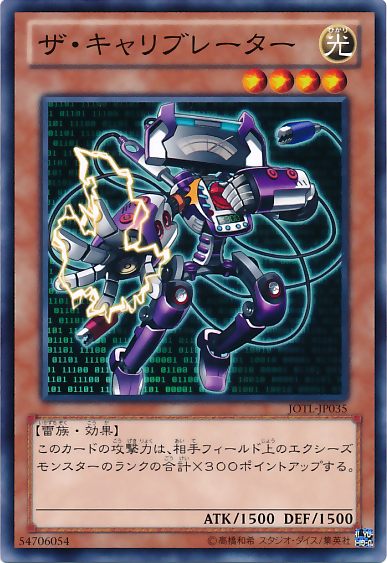 ザ・キャリブレーター
光
JOTL-JP035
【雷族・効果】
このカードの攻撃力は、相手フィールド上のエクシーズ
モンスターのランクの合計×300ポイントアップする。
ATK/1500 DEF/1500
54706054
©高橋和希 スタジオ・ダイス/集英社